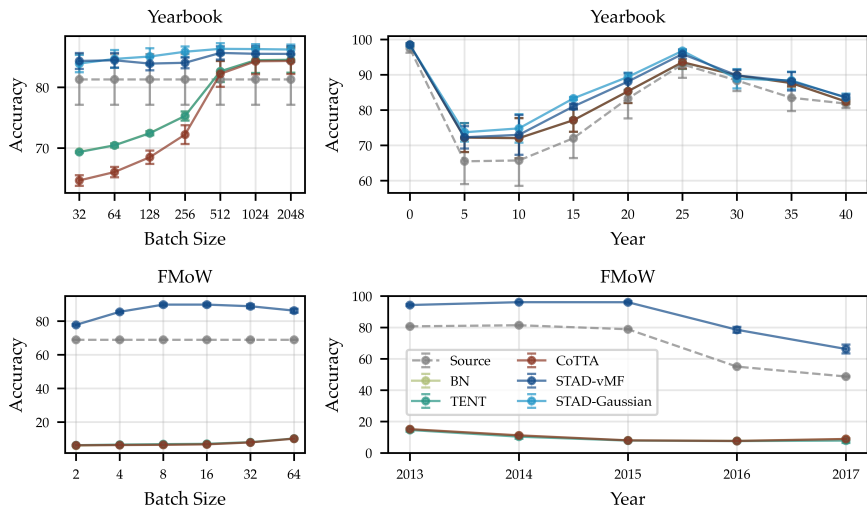 Yearbook
Accuracy
80
70
32 64 128 256 512 1024 2048
Batch Size
Yearbook
Accuracy
100
90
80
70
60
0 5 10 15 20 25 30 35 40
Year
FMoW
Accuracy
80
60
40
20
2 4 8 16 32 64
Batch Size
FMoW
Accuracy
100
80
60
40
20
0
Source
BN
TENT
CoTTA
STAD-vMF
STAD-Gaussian
2013 2014 2015 2016 2017
Year